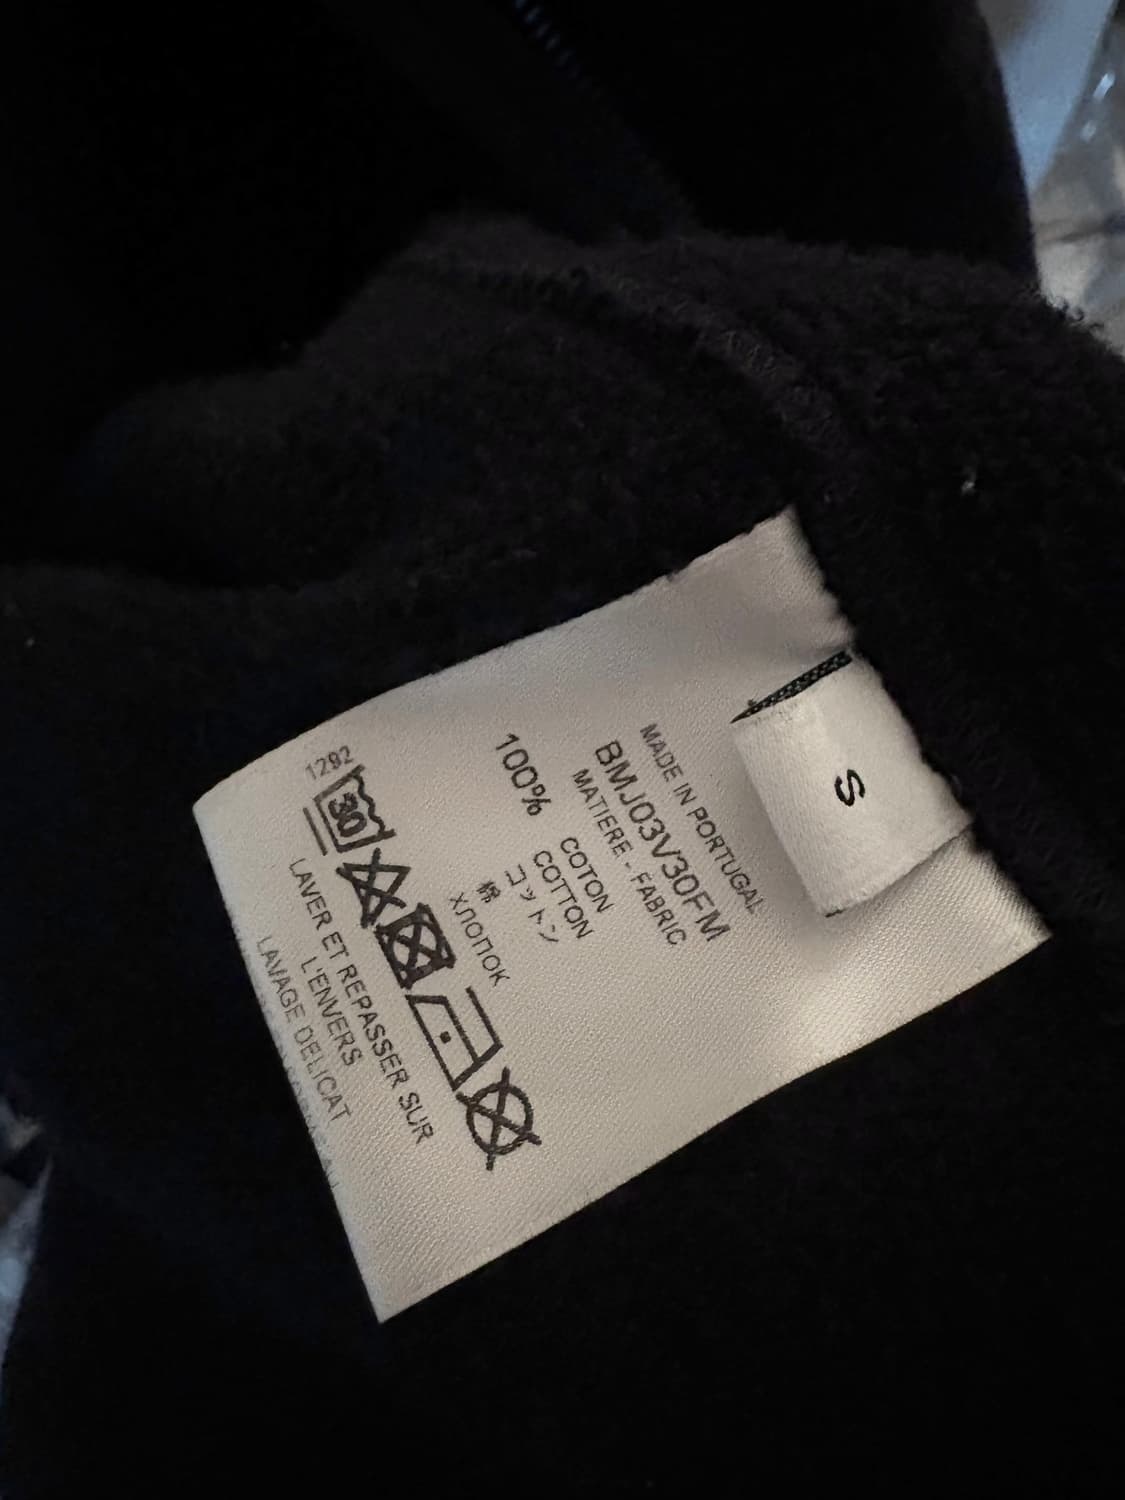 S
MADE IN PORTUGAL
BMJ03V30FM
MATIERE - FABRIC
100% COTON
COTTON
コットン
棉
ХЛОПОК
1292
30
LAVER ET REPASSER SUR
L'ENVERS
LAVAGE DELICAT